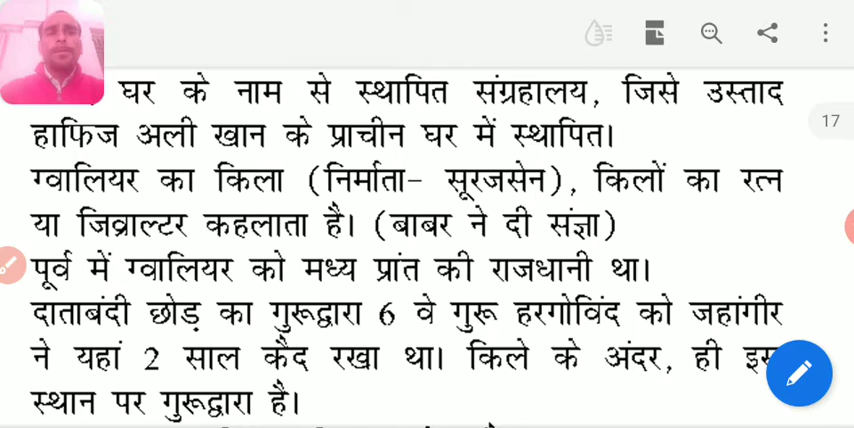 घर के नाम से स्थापित संग्रहालय, जिसे उस्ताद
17
हाफिज अली खान के प्राचीन घर में स्थापित।
ग्वालियर का किला (निर्माता- सूरजसेन), किलों का रत्न
या जिव्राल्टर कहलाता है। (बाबर ने दी संज्ञा)
पूर्व में ग्वालियर को मध्य प्रांत की राजधानी था।
दाताबंदी छोड़ का गुरूद्वारा 6 वे गुरू हरगोविंद को जहांगीर
ने यहां 2 साल कैद रखा था। किले के अंदर, ही
स्थान पर गुरूद्वारा है।